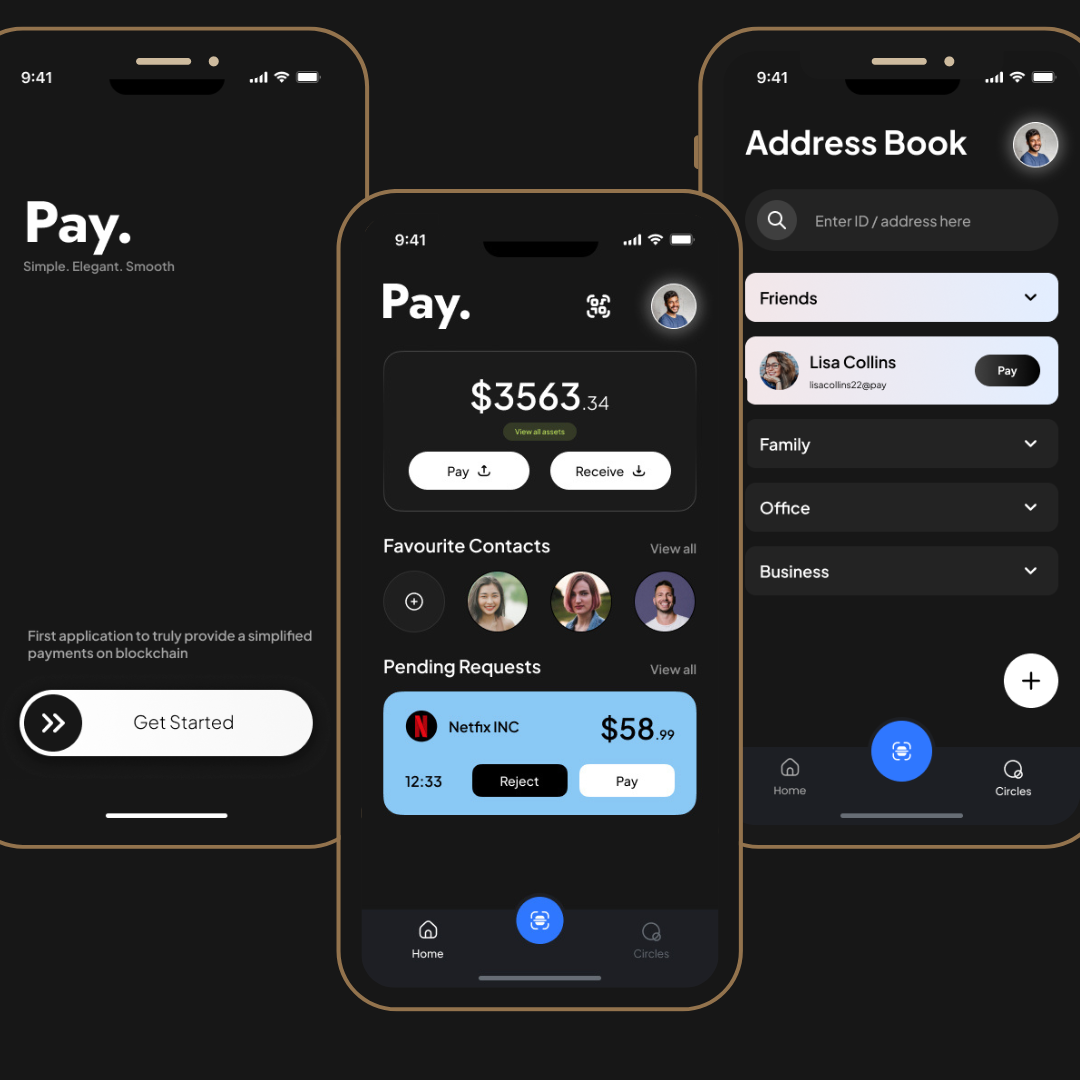 9:41
Pay.
Simple. Elegant. Smooth
First application to truly provide a simplified
payments on blockchain
Get Started
9:41
Pay.
$3563.34
View all assets
Pay
Receive
Favourite Contacts
View all
Pending Requests
View all
N
Netfix INC
$58.99
12:33
Reject
Pay
Home
Circles
9:41
Address Book
Enter ID / address here
Friends
Lisa Collins
lisacollins22@pay
Pay
Family
Office
Business
Home
Circles